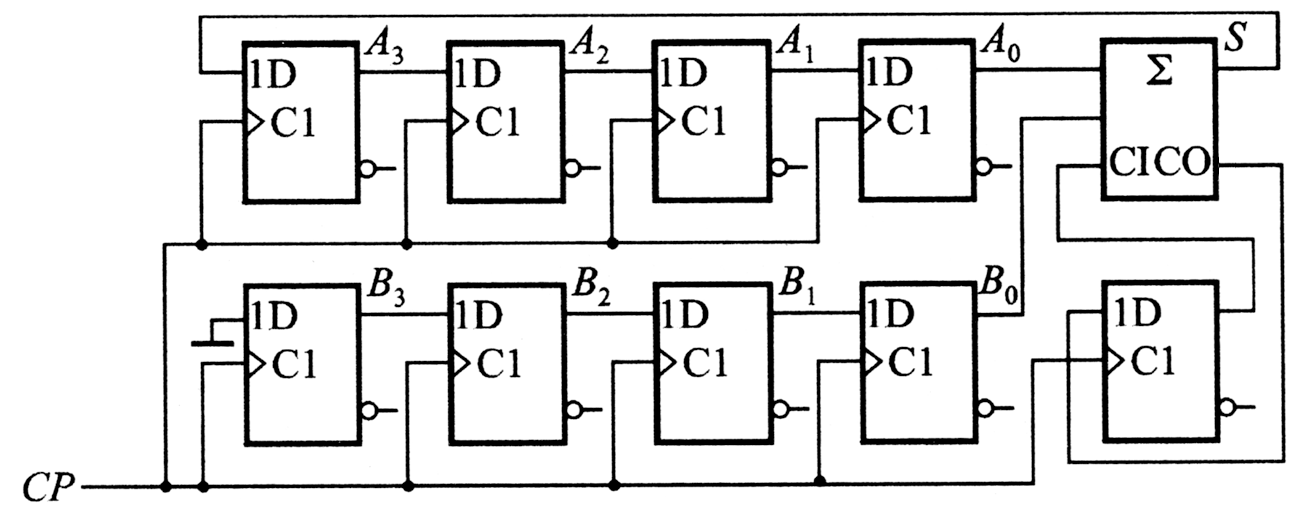 A₃ A₂ A₁ A₀ S
1D 1D 1D 1D Σ
C1 C1 C1 C1
CI CO
B₃ B₂ B₁ B₀
1D 1D 1D 1D 1D
C1 C1 C1 C1 C1
CP